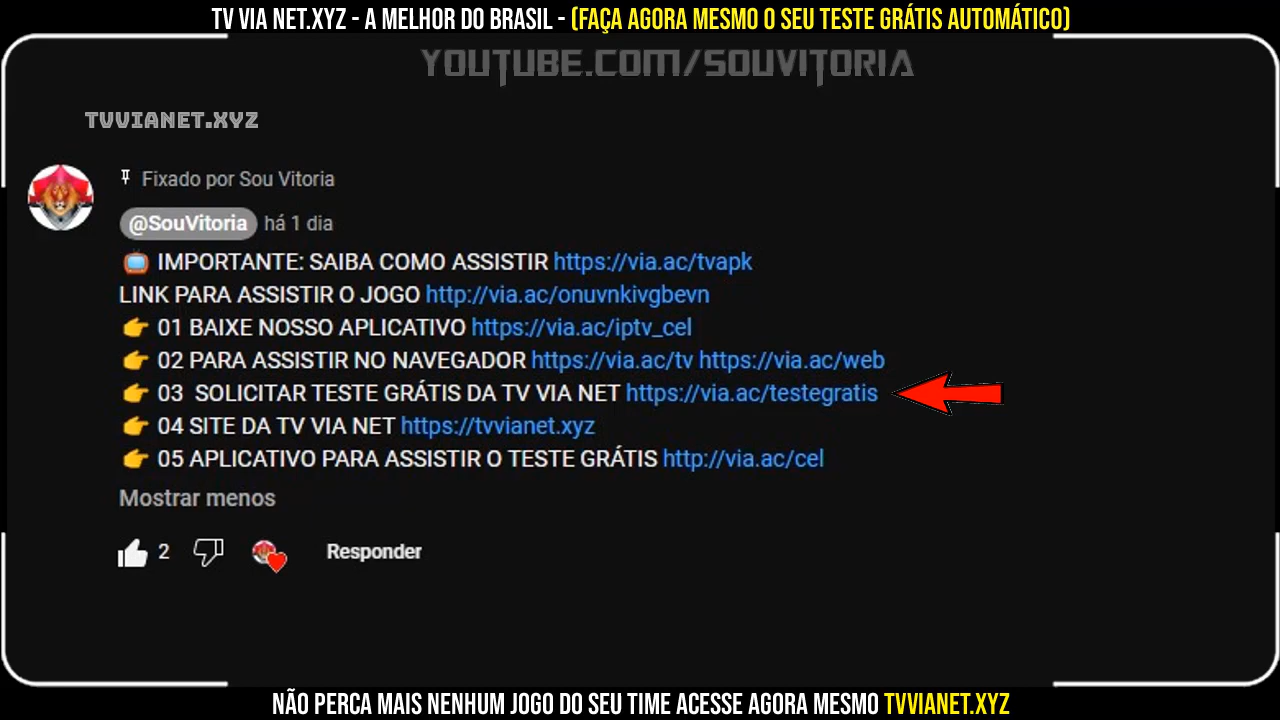 TV VIA NET.XYZ - A MELHOR DO BRASIL - (FAÇA AGORA MESMO O SEU TESTE GRÁTIS AUTOMÁTICO)
YOUTUBE.COM/SOUVITORIA
TVVIANET.XYZ
Fixado por Sou Vitoria
@SouVitoria há 1 dia
📺 IMPORTANTE: SAIBA COMO ASSISTIR https://via.ac/tvapk
LINK PARA ASSISTIR O JOGO http://via.ac/onuvnkivgbevn
👉 01 BAIXE NOSSO APLICATIVO https://via.ac/iptv_cel
👉 02 PARA ASSISTIR NO NAVEGADOR https://via.ac/tv https://via.ac/web
👉 03 SOLICITAR TESTE GRÁTIS DA TV VIA NET https://via.ac/testegratis
👉 04 SITE DA TV VIA NET https://tvvianet.xyz
👉 05 APLICATIVO PARA ASSISTIR O TESTE GRÁTIS http://via.ac/cel
Mostrar menos
2 Responder
NÃO PERCA MAIS NENHUM JOGO DO SEU TIME ACESSE AGORA MESMO TVVIANET.XYZ